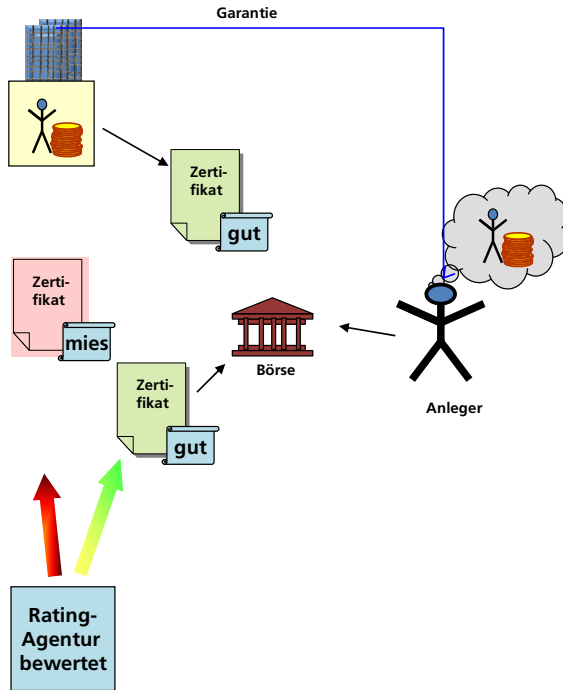 Garantie
Zerti-
fikat
gut
Zerti-
fikat
mies
Börse
Zerti-
fikat
gut
Anleger
Rating-
Agentur
bewertet